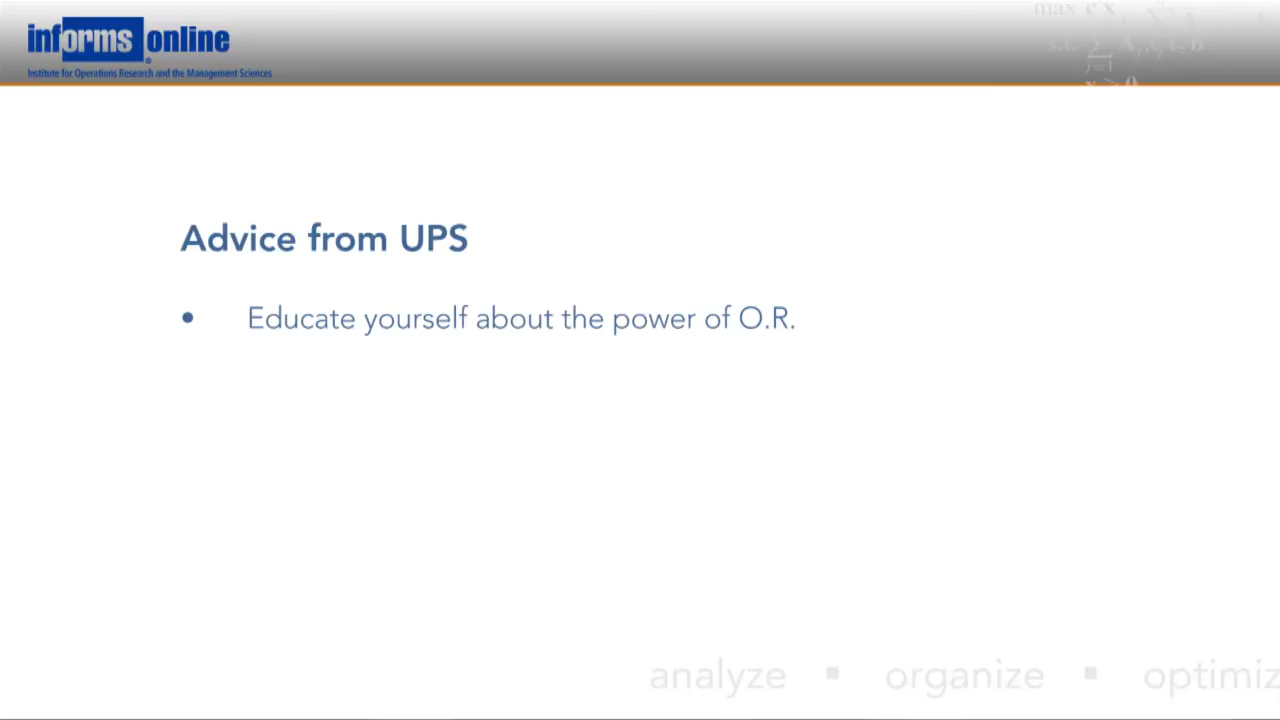 informs online
Institute for Operations Research and the Management Sciences
max c x
Advice from UPS
• Educate yourself about the power of O.R.
analyze ▪ organize ▪ optimiz